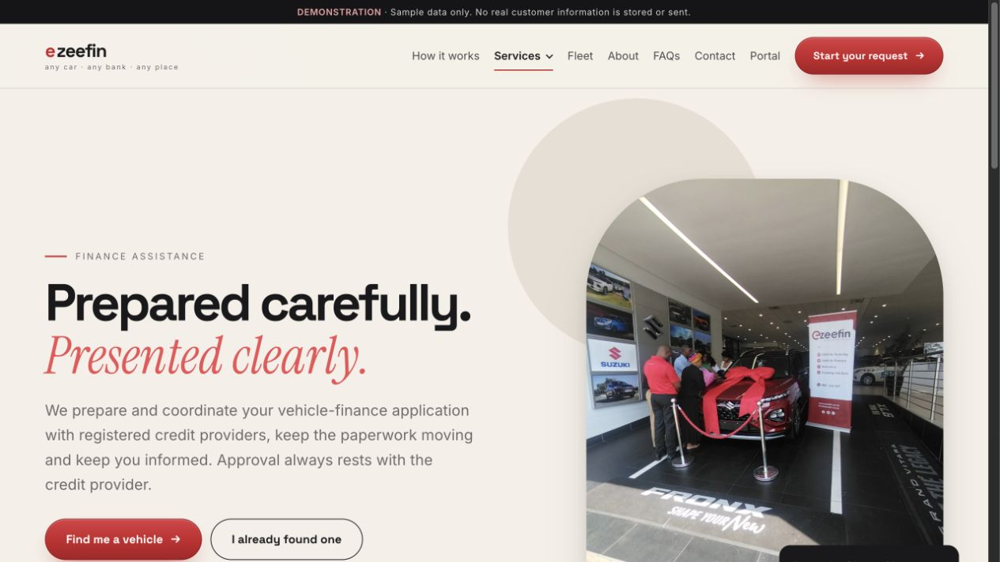 DEMONSTRATION · Sample data only. No real customer information is stored or sent.
ezeefin
any car · any bank · any place
How it works
Services
Fleet
About
FAQs
Contact
Portal
Start your request →
FINANCE ASSISTANCE
Prepared carefully.
Presented clearly.
We prepare and coordinate your vehicle-finance application
with registered credit providers, keep the paperwork moving
and keep you informed. Approval always rests with the
credit provider.
Find me a vehicle →
I already found one
SUZUKI
ezeefin
FRONX
SHAPE YOUR New
GRAND VITARA
THE LEGACY